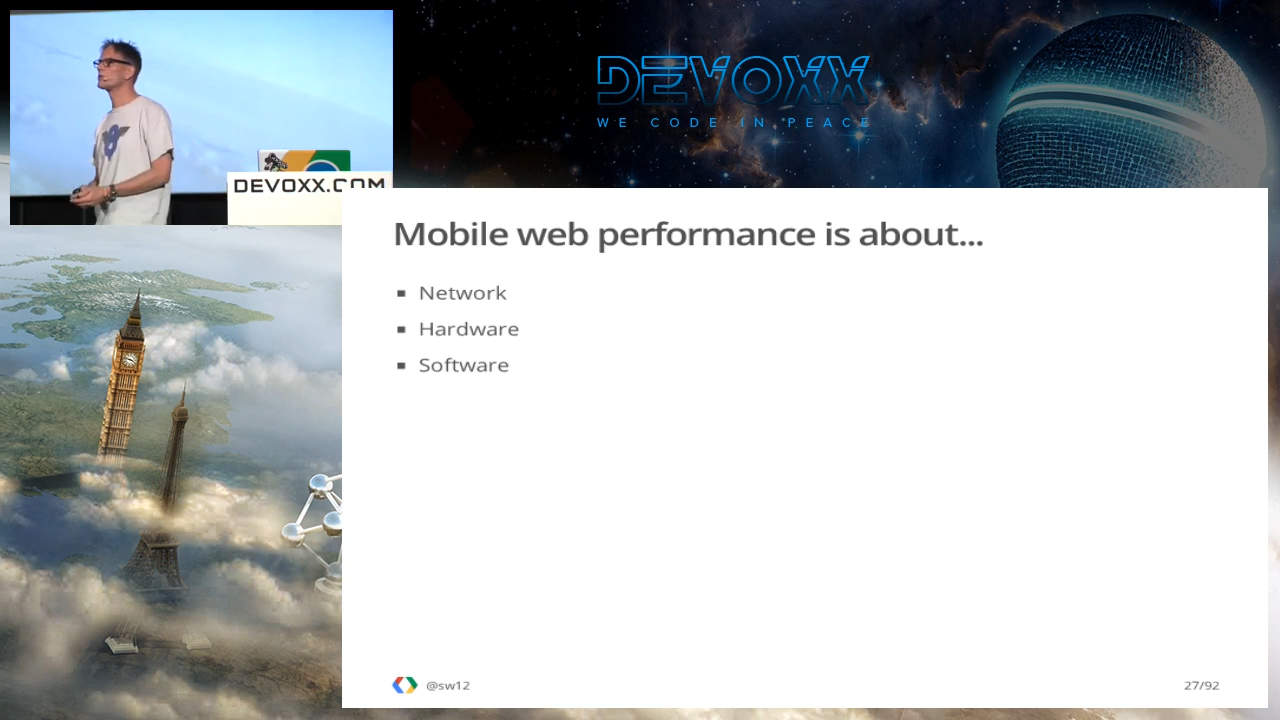 DEVOXX
WE CODE IN PEACE
DEVOXX.COM
Mobile web performance is about...
Network
Hardware
Software
@sw12
27/92